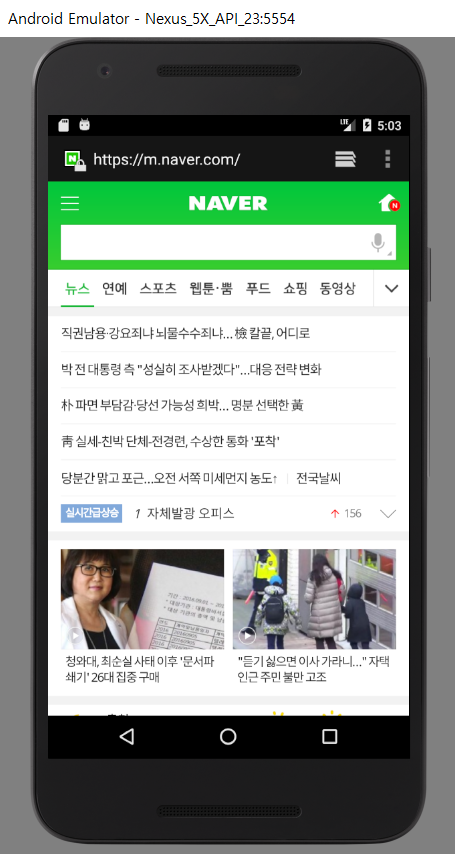 Android Emulator - Nexus_5X_API_23:5554
LTE 5:03
N https://m.naver.com/
NAVER
N
뉴스 연예 스포츠 웹툰·뿜 푸드 쇼핑 동영상
직권남용·강요죄냐 뇌물수수죄냐... 檢 칼끝, 어디로
박 전 대통령 측 "성실히 조사받겠다"...대응 전략 변화
朴 파면 부담감·당선 가능성 희박... 명분 선택한 黃
靑 실세-친박 단체-전경련, 수상한 통화 '포착'
당분간 맑고 포근...오전 서쪽 미세먼지 농도↑ 전국날씨
실시간급상승 1 자체발광 오피스 ↑ 156
청와대, 최순실 사태 이후 '문서파
쇄기' 26대 집중 구매
"듣기 싫으면 이사 가라니..." 자택
인근 주민 불만 고조